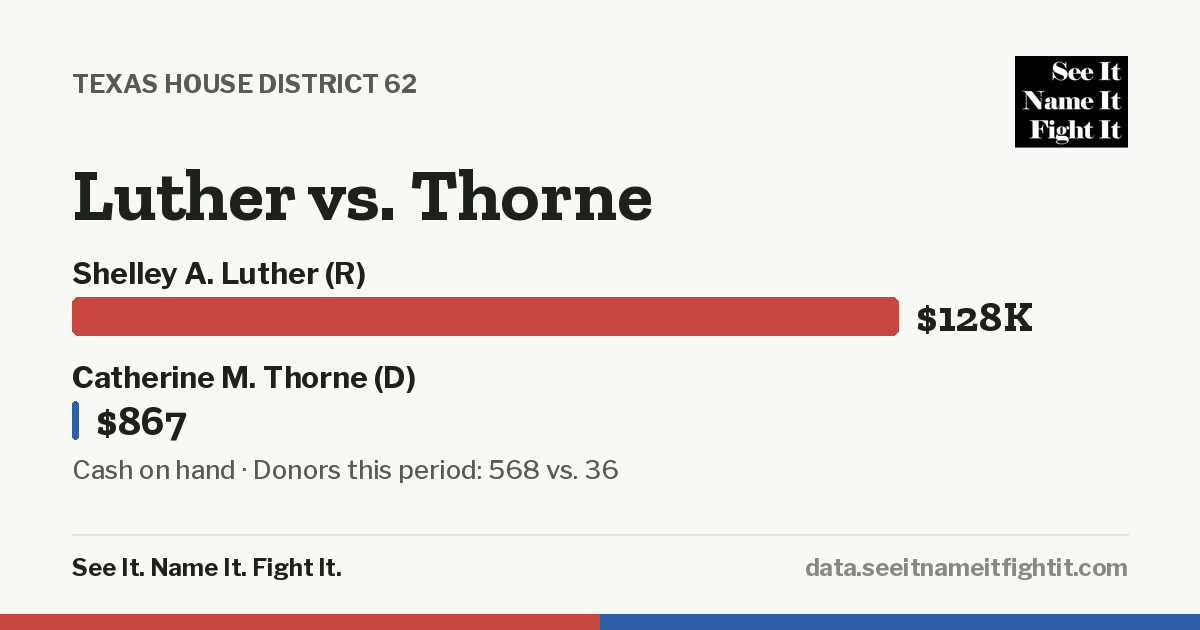 TEXAS HOUSE DISTRICT 62
See It
Name It
Fight It
Luther vs. Thorne
Shelley A. Luther (R)
$128K
Catherine M. Thorne (D)
$867
Cash on hand · Donors this period: 568 vs. 36
See It. Name It. Fight It.
data.seeitnameitfightit.com